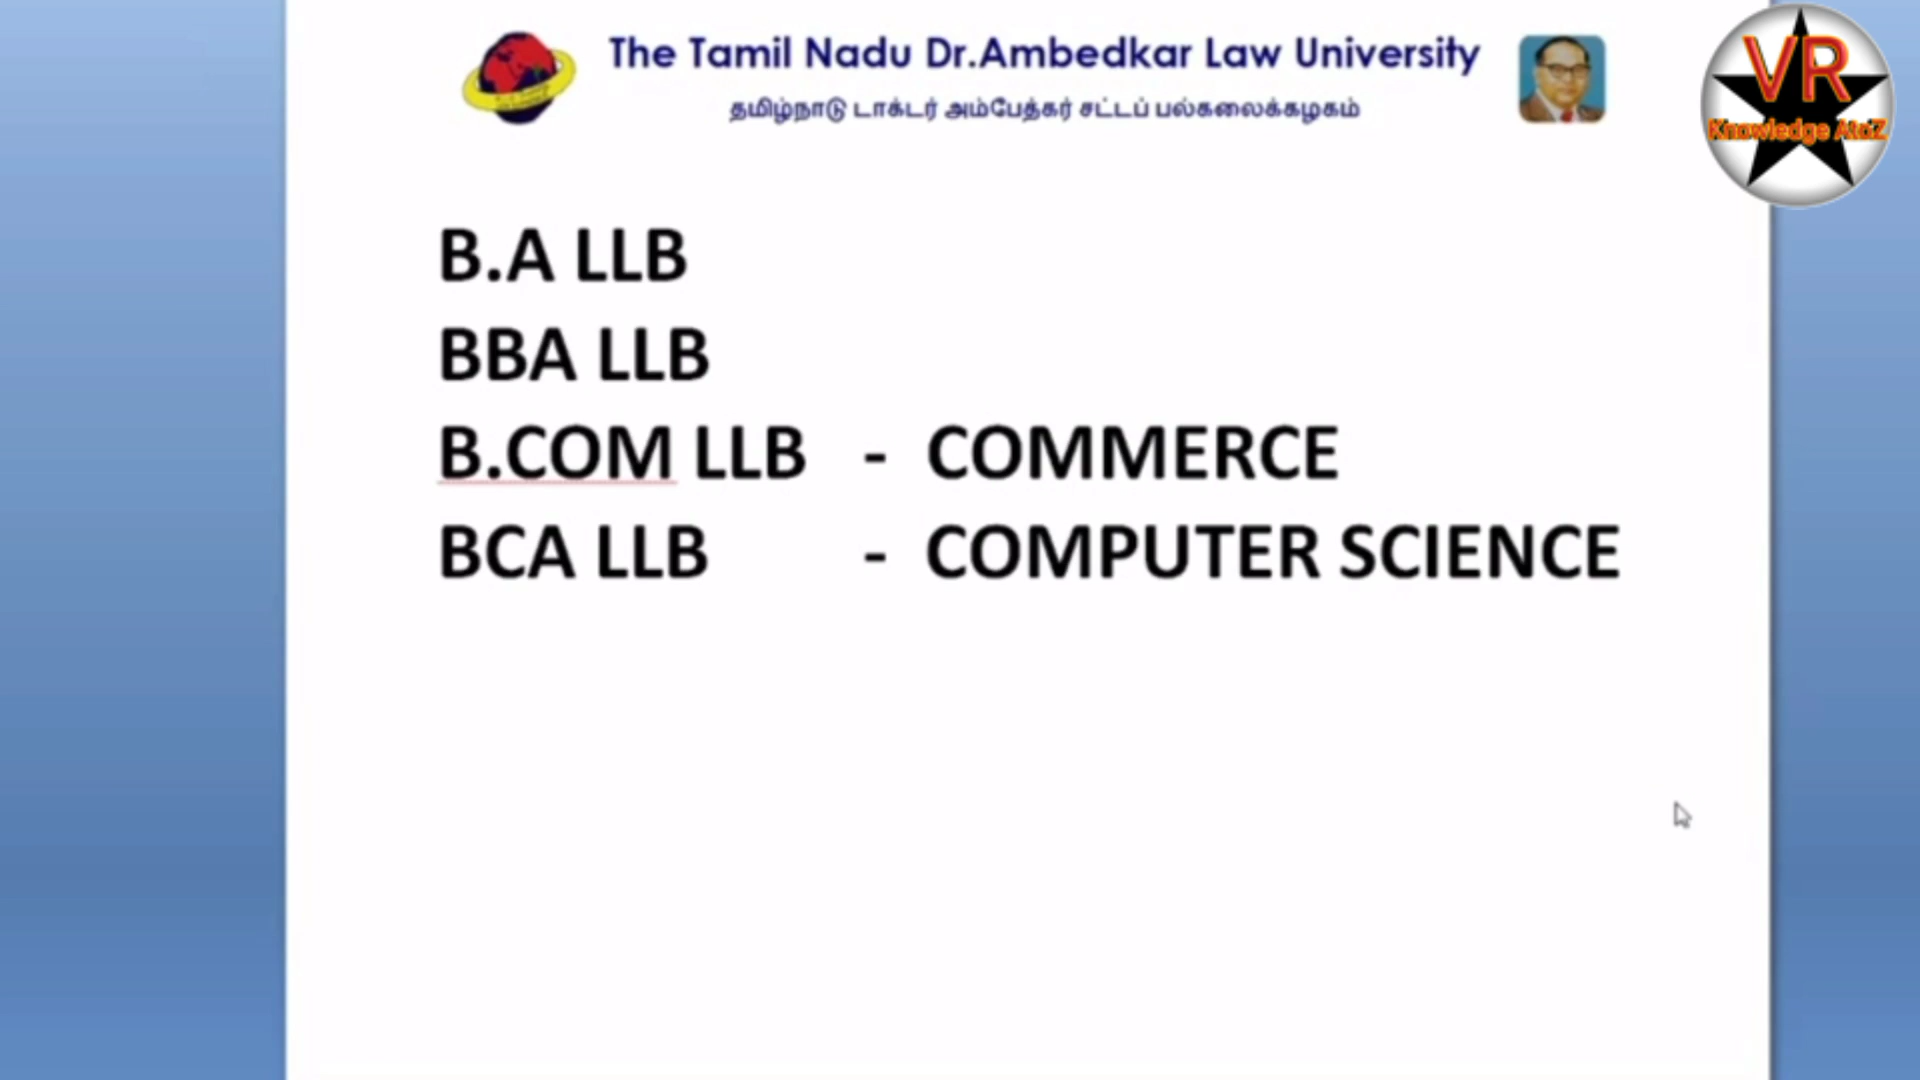 The Tamil Nadu Dr.Ambedkar Law University
தமிழ்நாடு டாக்டர் அம்பேத்கர் சட்டப் பல்கலைக்கழகம்
VR
Knowledge AtoZ
B.A LLB
BBA LLB
B.COM LLB - COMMERCE
BCA LLB - COMPUTER SCIENCE